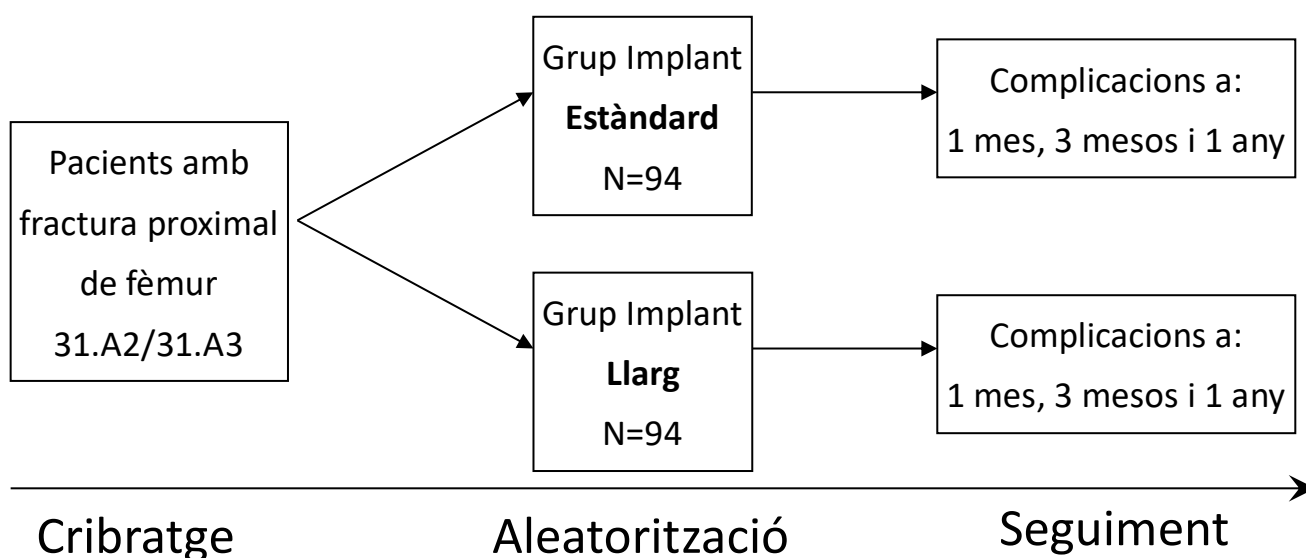 Pacients amb
fractura proximal
de fèmur
31.A2/31.A3
Grup Implant
Estàndard
N=94
Complicacions a:
1 mes, 3 mesos i 1 any
Grup Implant
Llarg
N=94
Complicacions a:
1 mes, 3 mesos i 1 any
Cribratge
Aleatorització
Seguiment